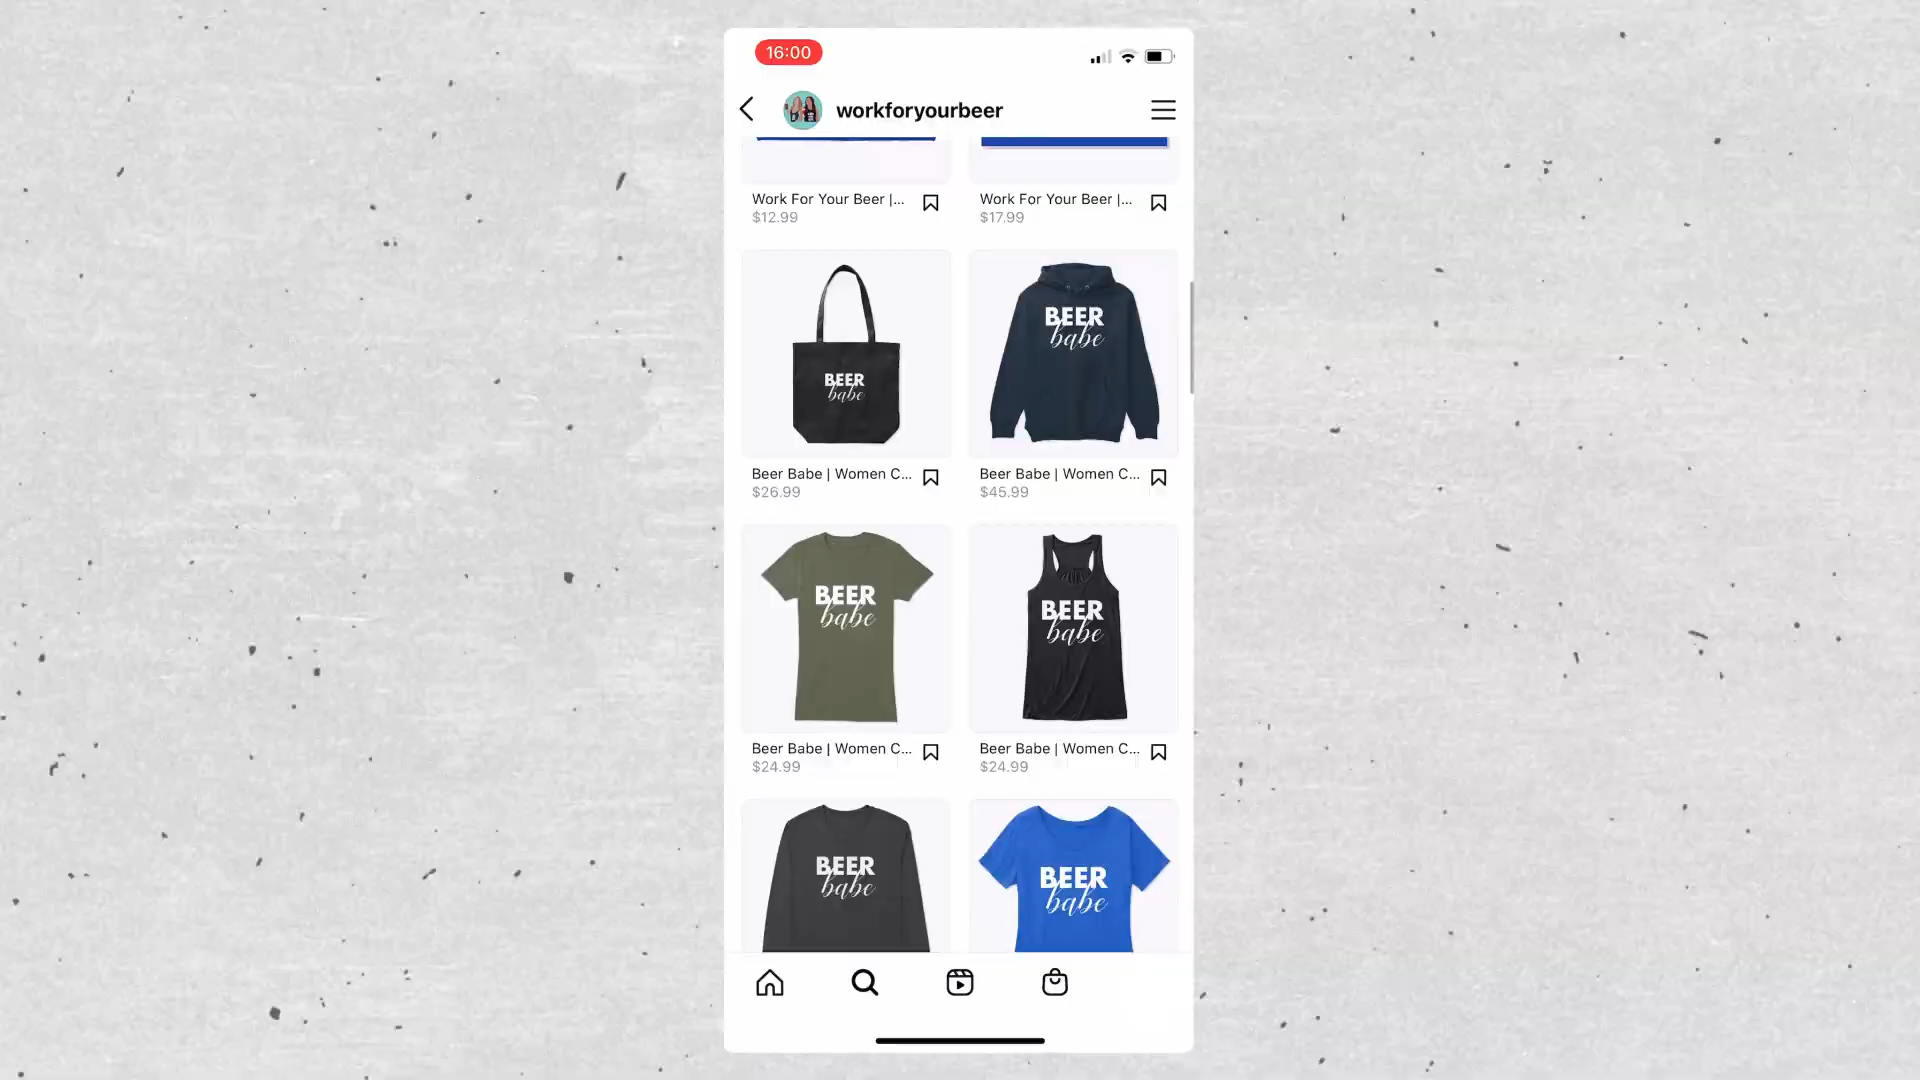 16:00
workforyourbeer
Work For Your Beer |...
$12.99
Work For Your Beer |...
$17.99
BEER
babe
BEER
babe
Beer Babe | Women C...
$26.99
Beer Babe | Women C...
$45.99
BEER
babe
BEER
babe
Beer Babe | Women C...
$24.99
Beer Babe | Women C...
$24.99
BEER
babe
BEER
babe